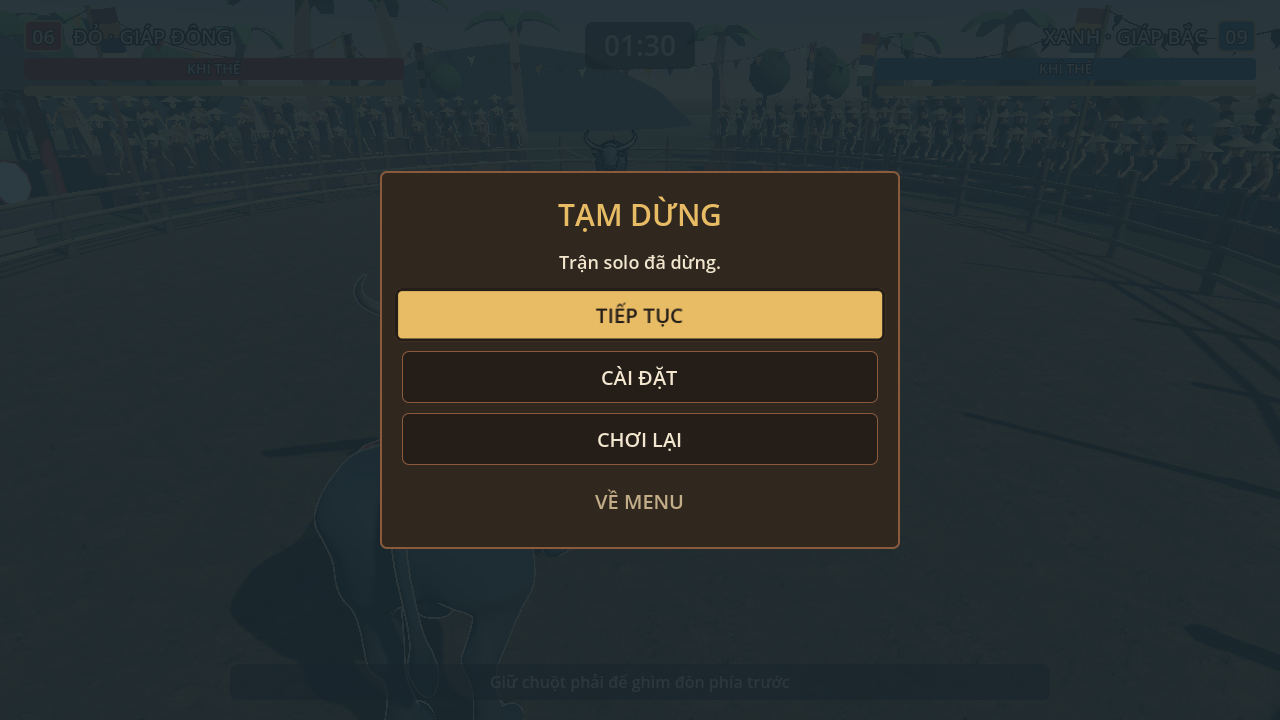 06 ĐỎ · GIÁP ĐÔNG
01:30
XANH · GIÁP BẮC 09
KHÍ THẾ
KHÍ THẾ
TẠM DỪNG
Trận solo đã dừng.
TIẾP TỤC
CÀI ĐẶT
CHƠI LẠI
VỀ MENU
Giữ chuột phải để ghìm đòn phía trước